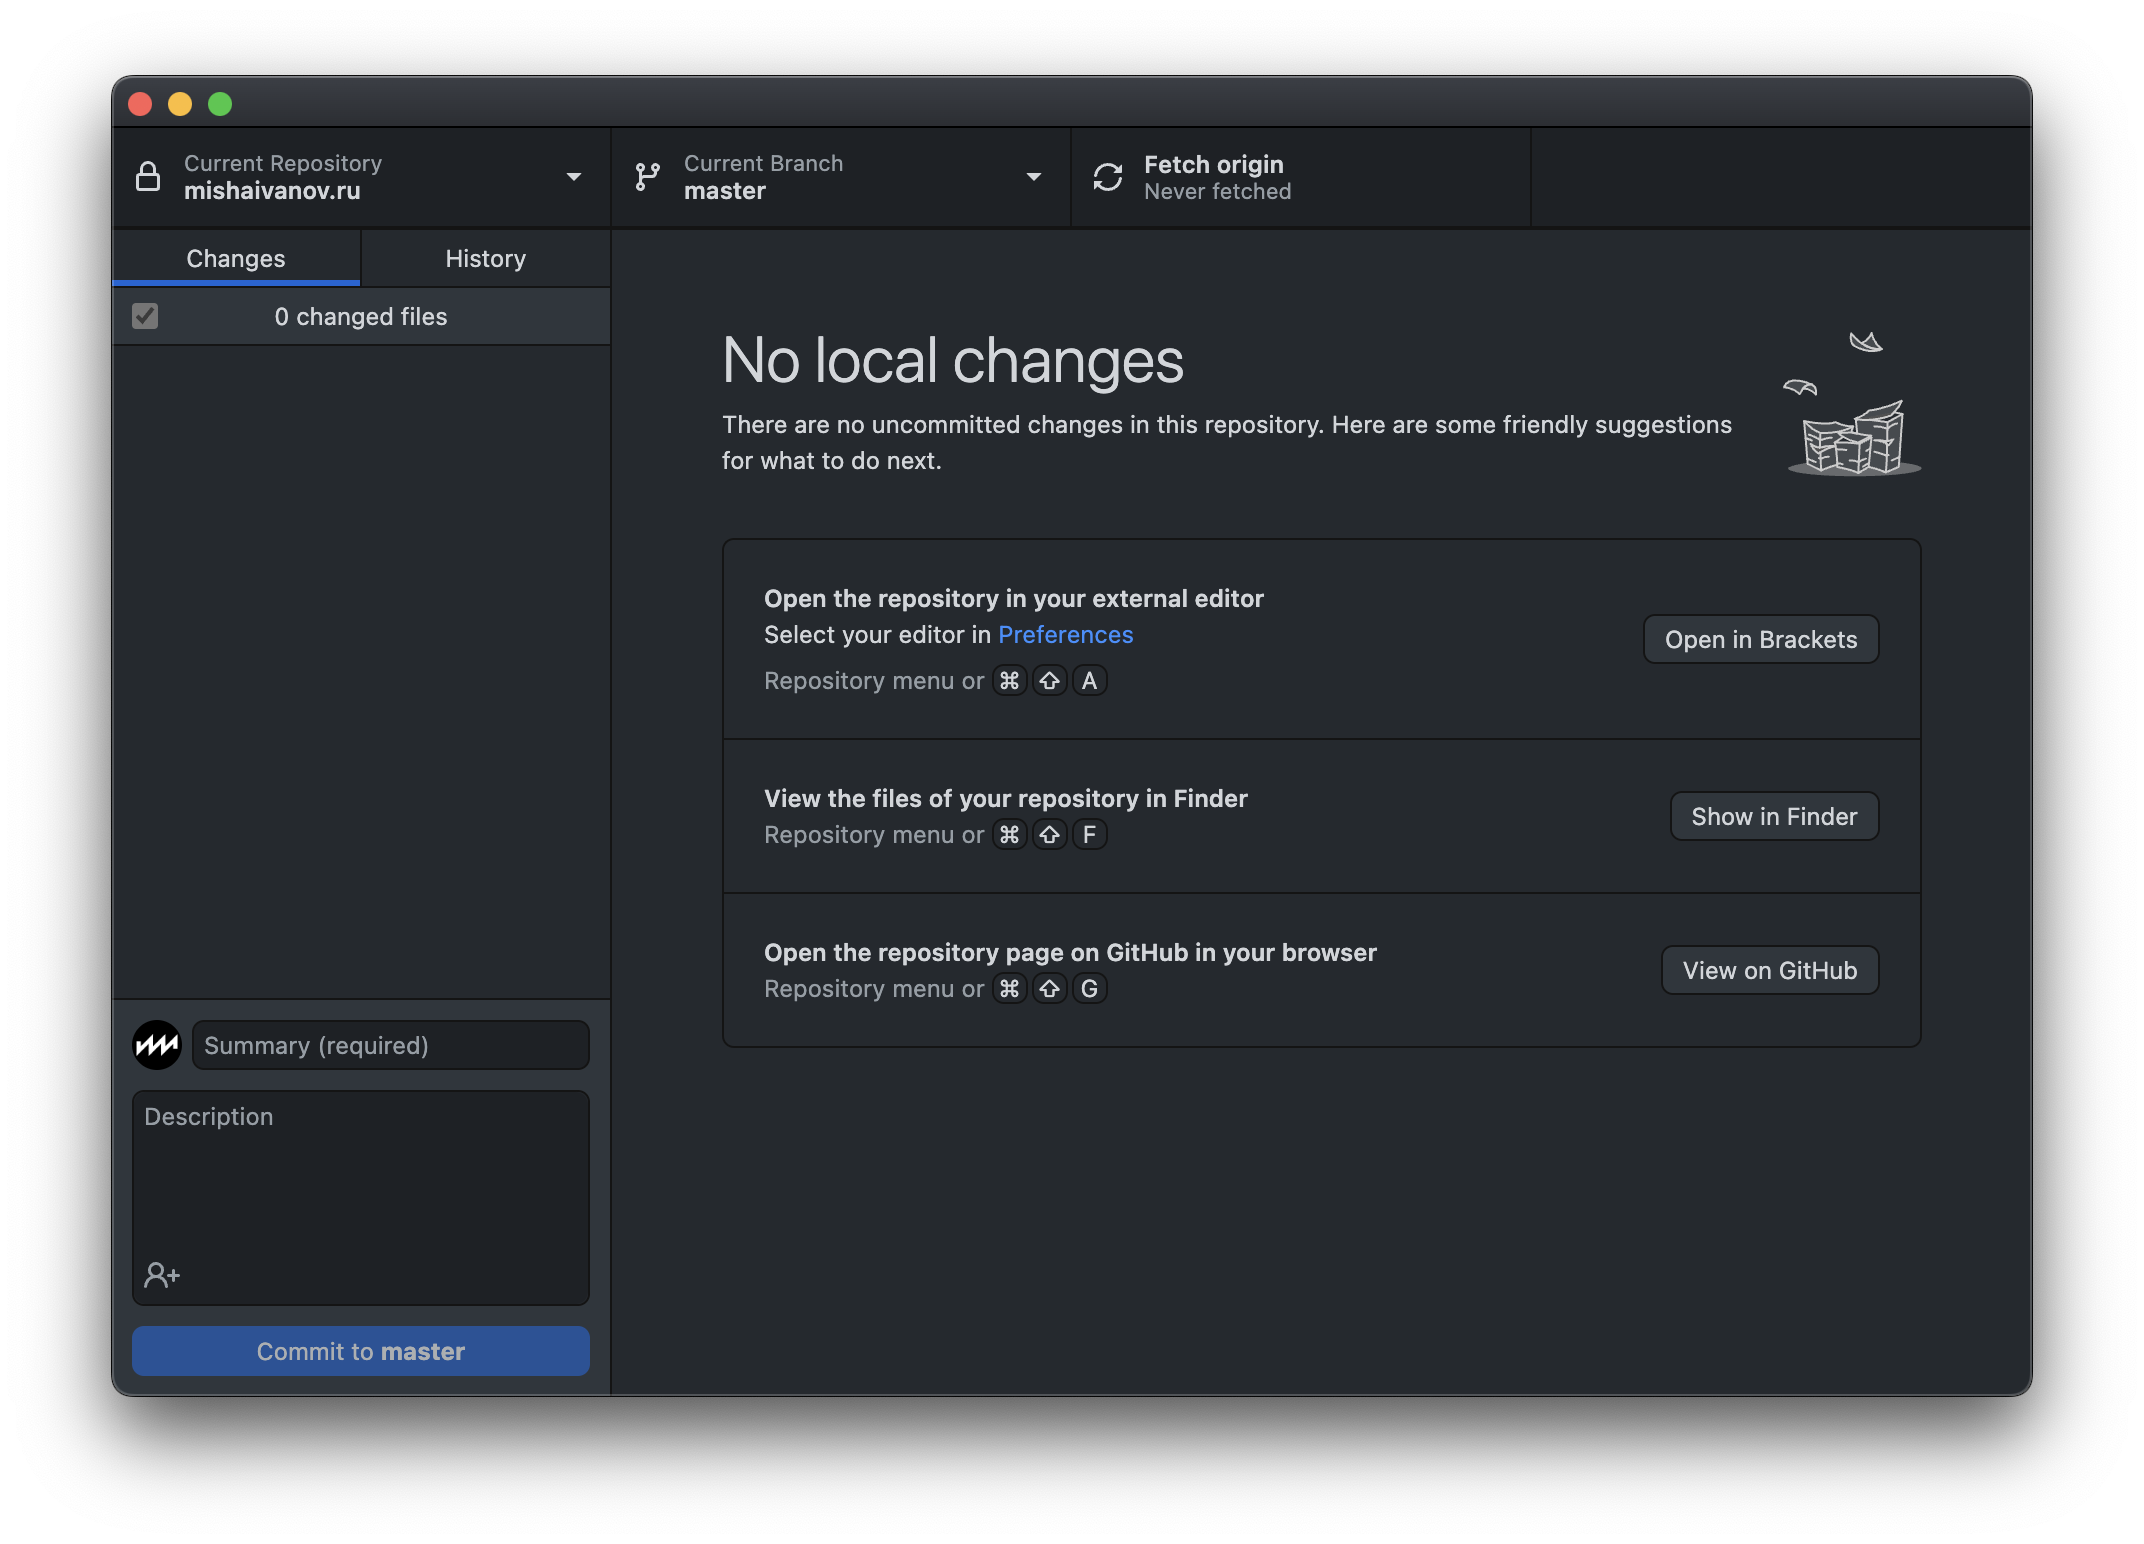 Current Repository
mishaivanov.ru
Current Branch
master
Fetch origin
Never fetched
Changes
History
0 changed files
No local changes
There are no uncommitted changes in this repository. Here are some friendly suggestions
for what to do next.
Open the repository in your external editor
Select your editor in Preferences
Repository menu or ⌘ ⇧ A
Open in Brackets
View the files of your repository in Finder
Repository menu or ⌘ ⇧ F
Show in Finder
Open the repository page on GitHub in your browser
Repository menu or ⌘ ⇧ G
View on GitHub
Summary (required)
Description
Commit to master